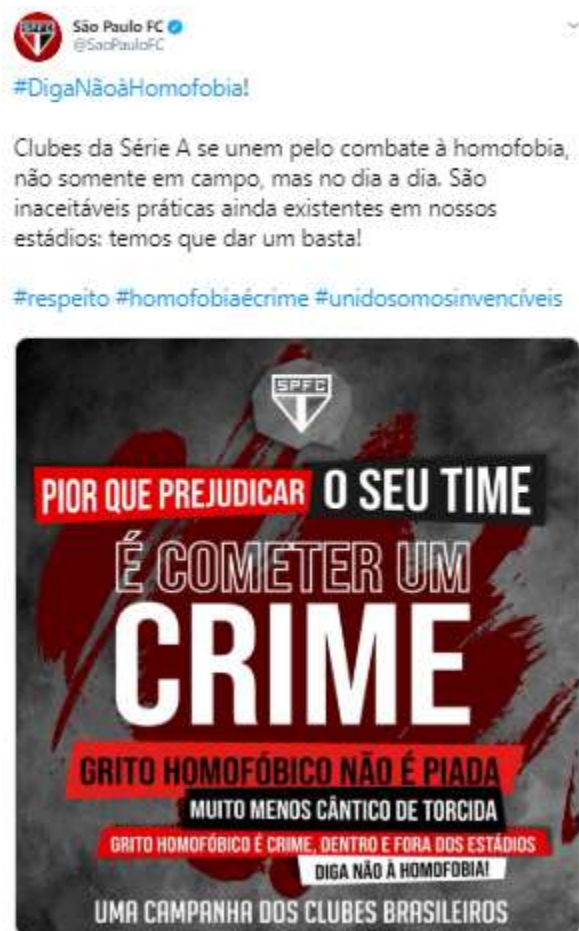 São Paulo FC
@SaoPauloFC
#DigaNãoàHomofobia!
Clubes da Série A se unem pelo combate à homofobia,
não somente em campo, mas no dia a dia. São
inaceitáveis práticas ainda existentes em nossos
estádios: temos que dar um basta!
#respeito #homofobiaécrime #unidosomosinvencíveis
SPFC
PIOR QUE PREJUDICAR O SEU TIME
É COMETER UM
CRIME
GRITO HOMOFÓBICO NÃO É PIADA
MUITO MENOS CÂNTICO DE TORCIDA
GRITO HOMOFÓBICO É CRIME, DENTRO E FORA DOS ESTÁDIOS
DIGA NÃO À HOMOFOBIA!
UMA CAMPANHA DOS CLUBES BRASILEIROS